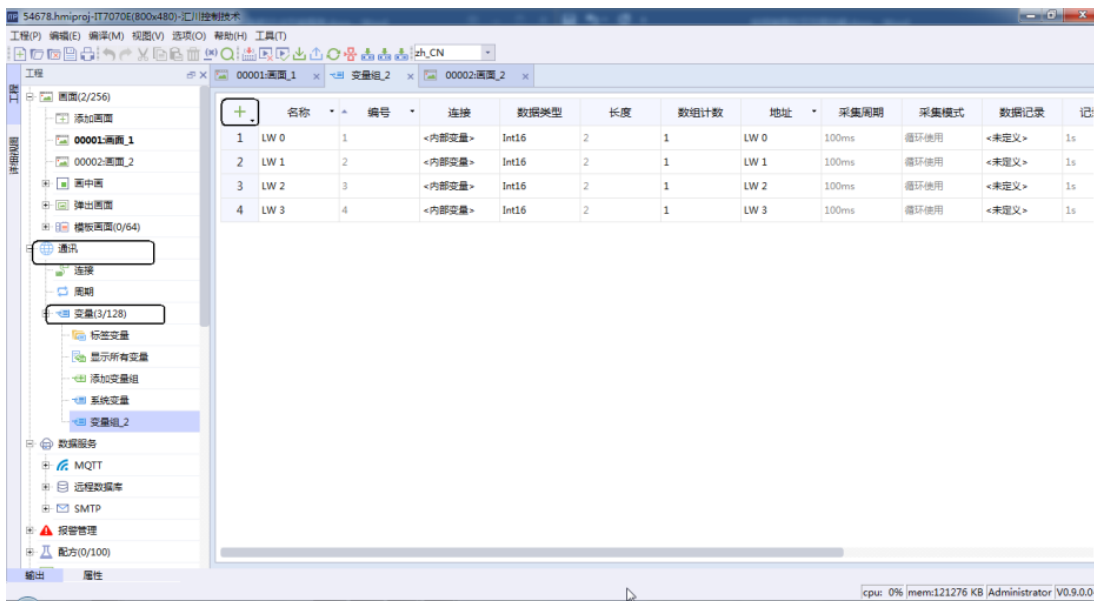 54678.hmiproj-IT7070E(800x480)-汇川控制技术
工程(P) 编辑(E) 编译(M) 视图(V) 选项(O) 帮助(H) 工具(T)
zh_CN
工程
00001:画面_1 变量组_2 00002:画面_2
工程
画面(2/256)
添加画面
00001:画面_1
00002:画面_2
画中画
弹出画面
模板画面(0/64)
通讯
连接
周期
变量(3/128)
标签变量
显示所有变量
添加变量组
系统变量
变量组_2
数据服务
MQTT
远程数据库
SMTP
报警管理
配方(0/100)
名称 编号 连接 数据类型 长度 数组计数 地址 采集周期 采集模式 数据记录
1 LW 0 1 <内部变量> Int16 2 1 LW 0 100ms 循环使用 <未定义> 1s
2 LW 1 2 <内部变量> Int16 2 1 LW 1 100ms 循环使用 <未定义> 1s
3 LW 2 3 <内部变量> Int16 2 1 LW 2 100ms 循环使用 <未定义> 1s
4 LW 3 4 <内部变量> Int16 2 1 LW 3 100ms 循环使用 <未定义> 1s
输出 属性
cpu: 0% mem:121276 KB Administrator V0.9.0.0